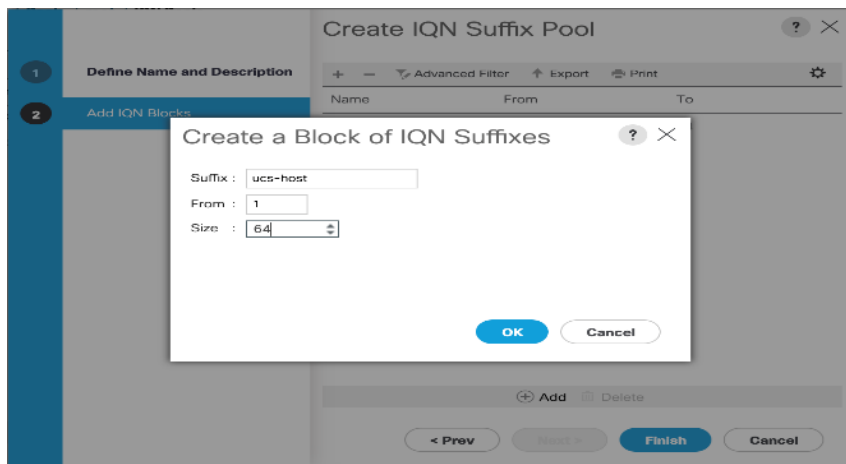 Create IQN Suffix Pool ?
1 Define Name and Description
+ − Advanced Filter Export Print
Name From To
2 Add IQN Blocks
Create a Block of IQN Suffixes ?
Suffix : ucs-host
From : 1
Size : 64
OK Cancel
+ Add Delete
< Prev Next > Finish Cancel